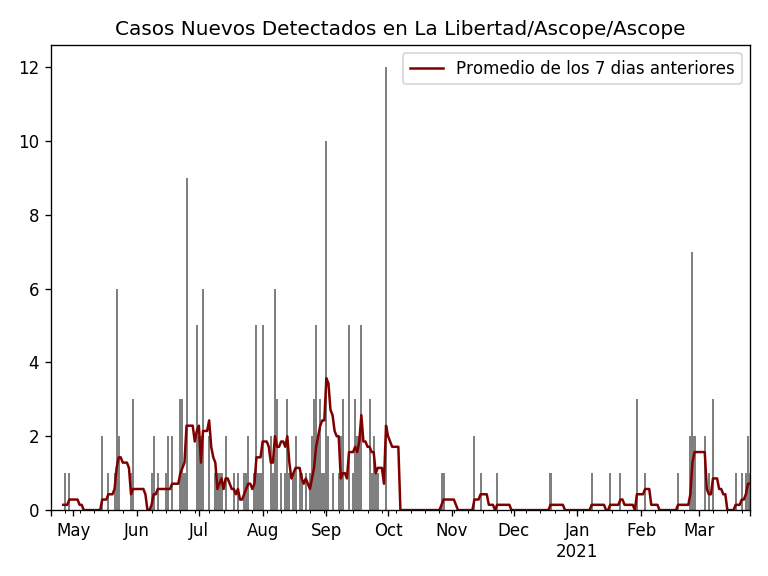 Casos Nuevos Detectados en La Libertad/Ascope/Ascope
Promedio de los 7 dias anteriores
12
10
8
6
4
2
0
May Jun Jul Aug Sep Oct Nov Dec Jan Feb Mar
2021